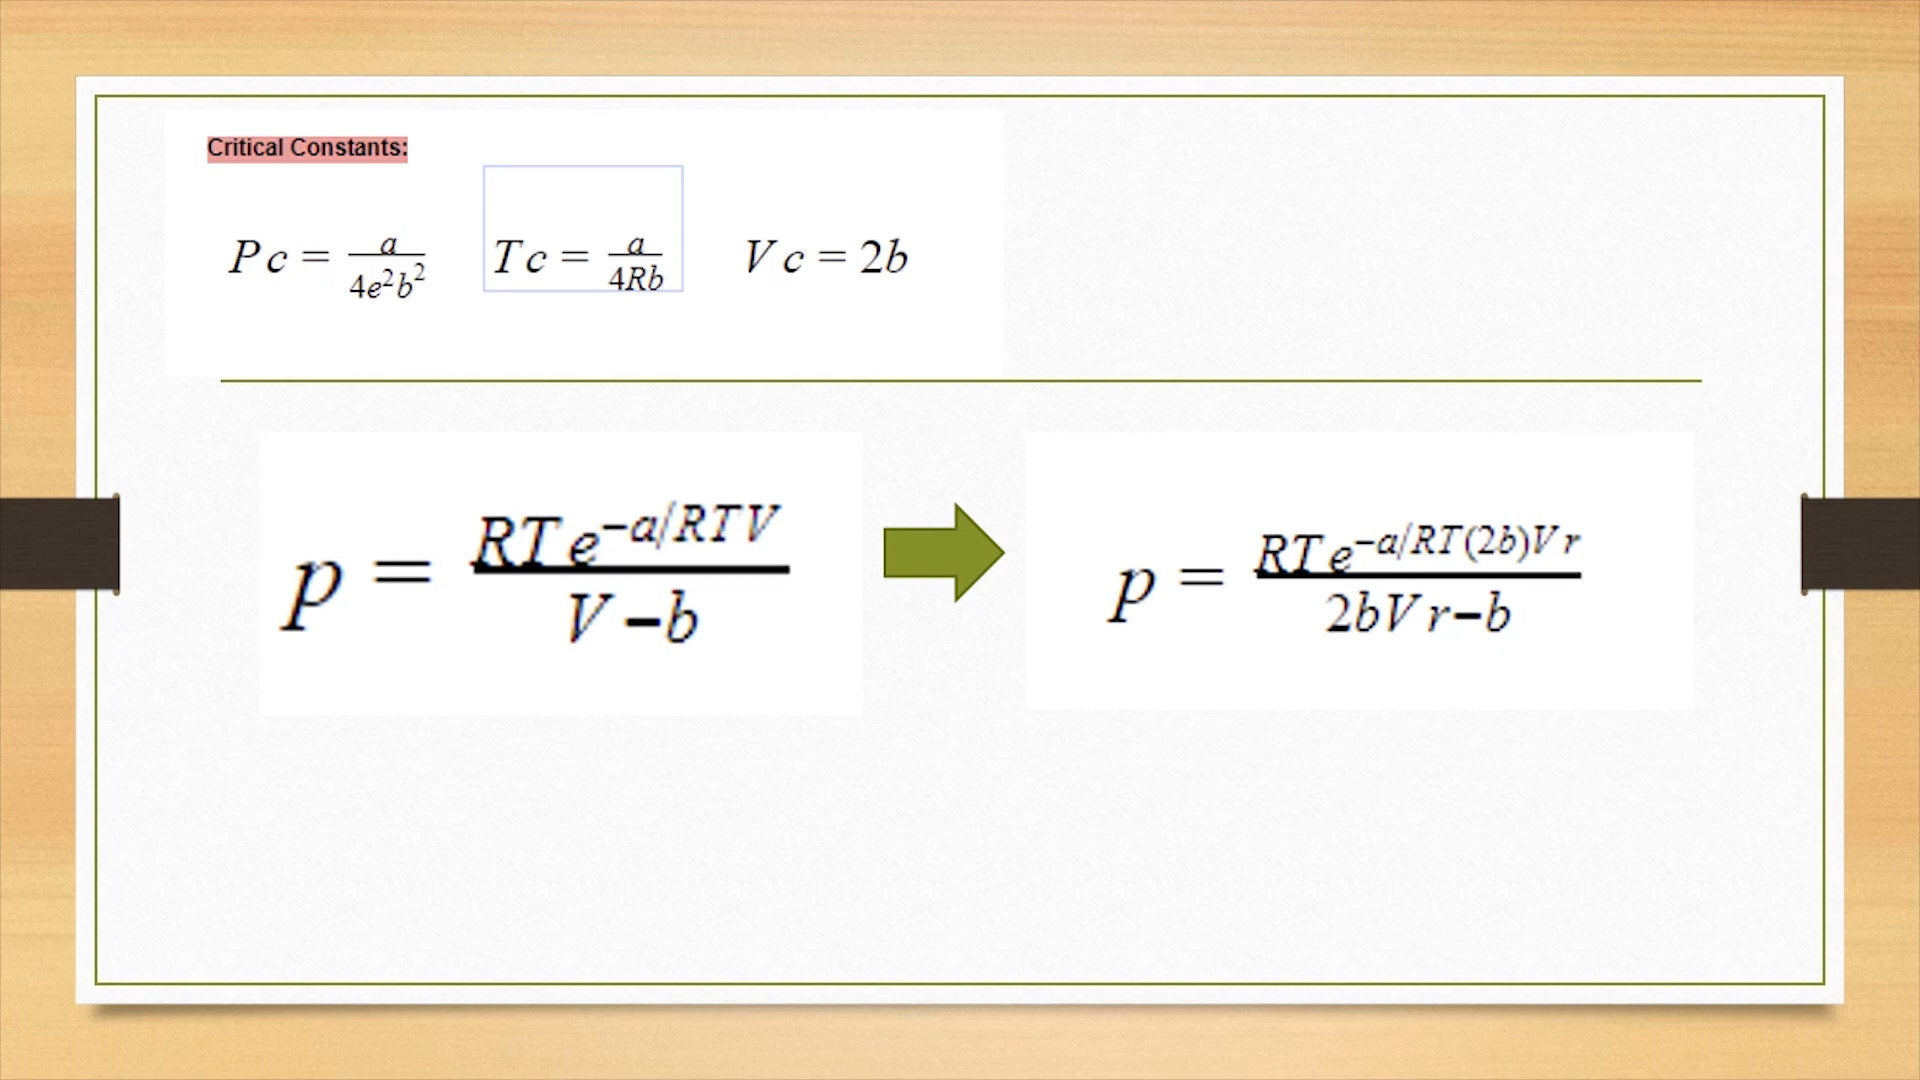 Critical Constants:
Pc = a/4e²b² Tc = a/4Rb Vc = 2b
p = RTe^−a/RTV / V−b
p = RTe^−a/RT(2b)Vr / 2bVr−b